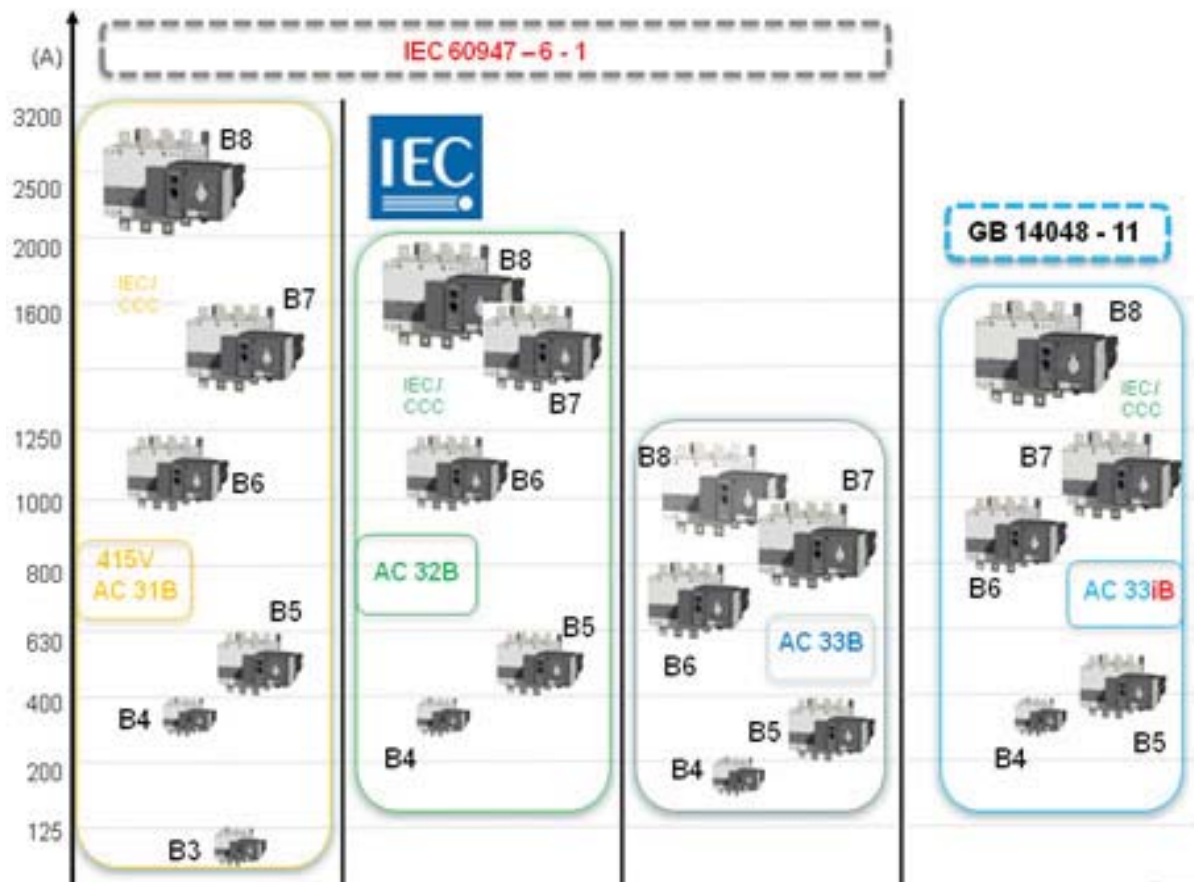 (A)
IEC 60947 – 6 - 1
3200
2500
2000
1600
1250
1000
800
630
400
200
125
B8
IEC /
CCC
B7
B6
415V
AC 31B
B5
B4
B3
IEC
B8
B7
IEC /
CCC
B6
AC 32B
B5
B4
B8
B7
B6
AC 33B
B5
B4
GB 14048 - 11
B8
IEC /
CCC
B7
B6
AC 33iB
B4
B5